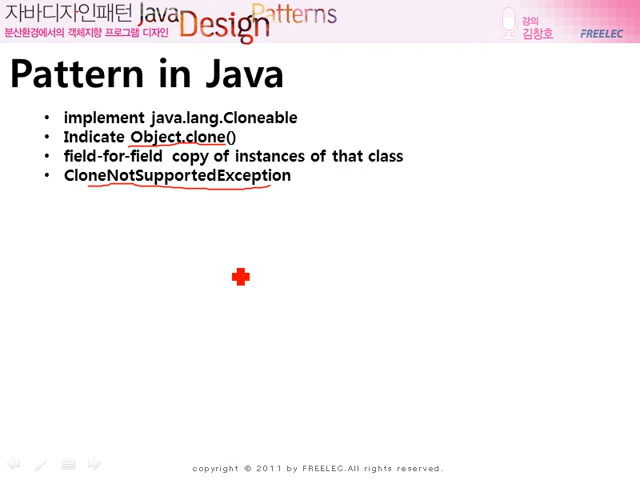 자바디자인패턴 Java Design Patterns
분산환경에서의 객체지향 프로그램 디자인
강의
김창호
FREELEC
Pattern in Java
• implement java.lang.Cloneable
• Indicate Object.clone()
• field-for-field copy of instances of that class
• CloneNotSupportedException
copyright © 2011 by FREELEC.All rights reserved.